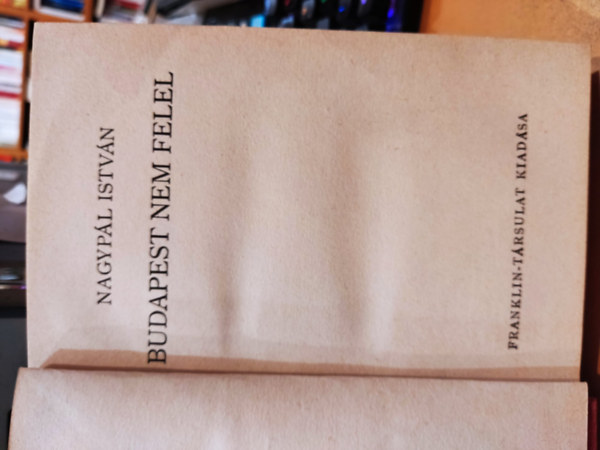 NAGYPÁL ISTVÁN
BUDAPEST NEM FELEL
FRANKLIN-TÁRSULAT KIADÁSA